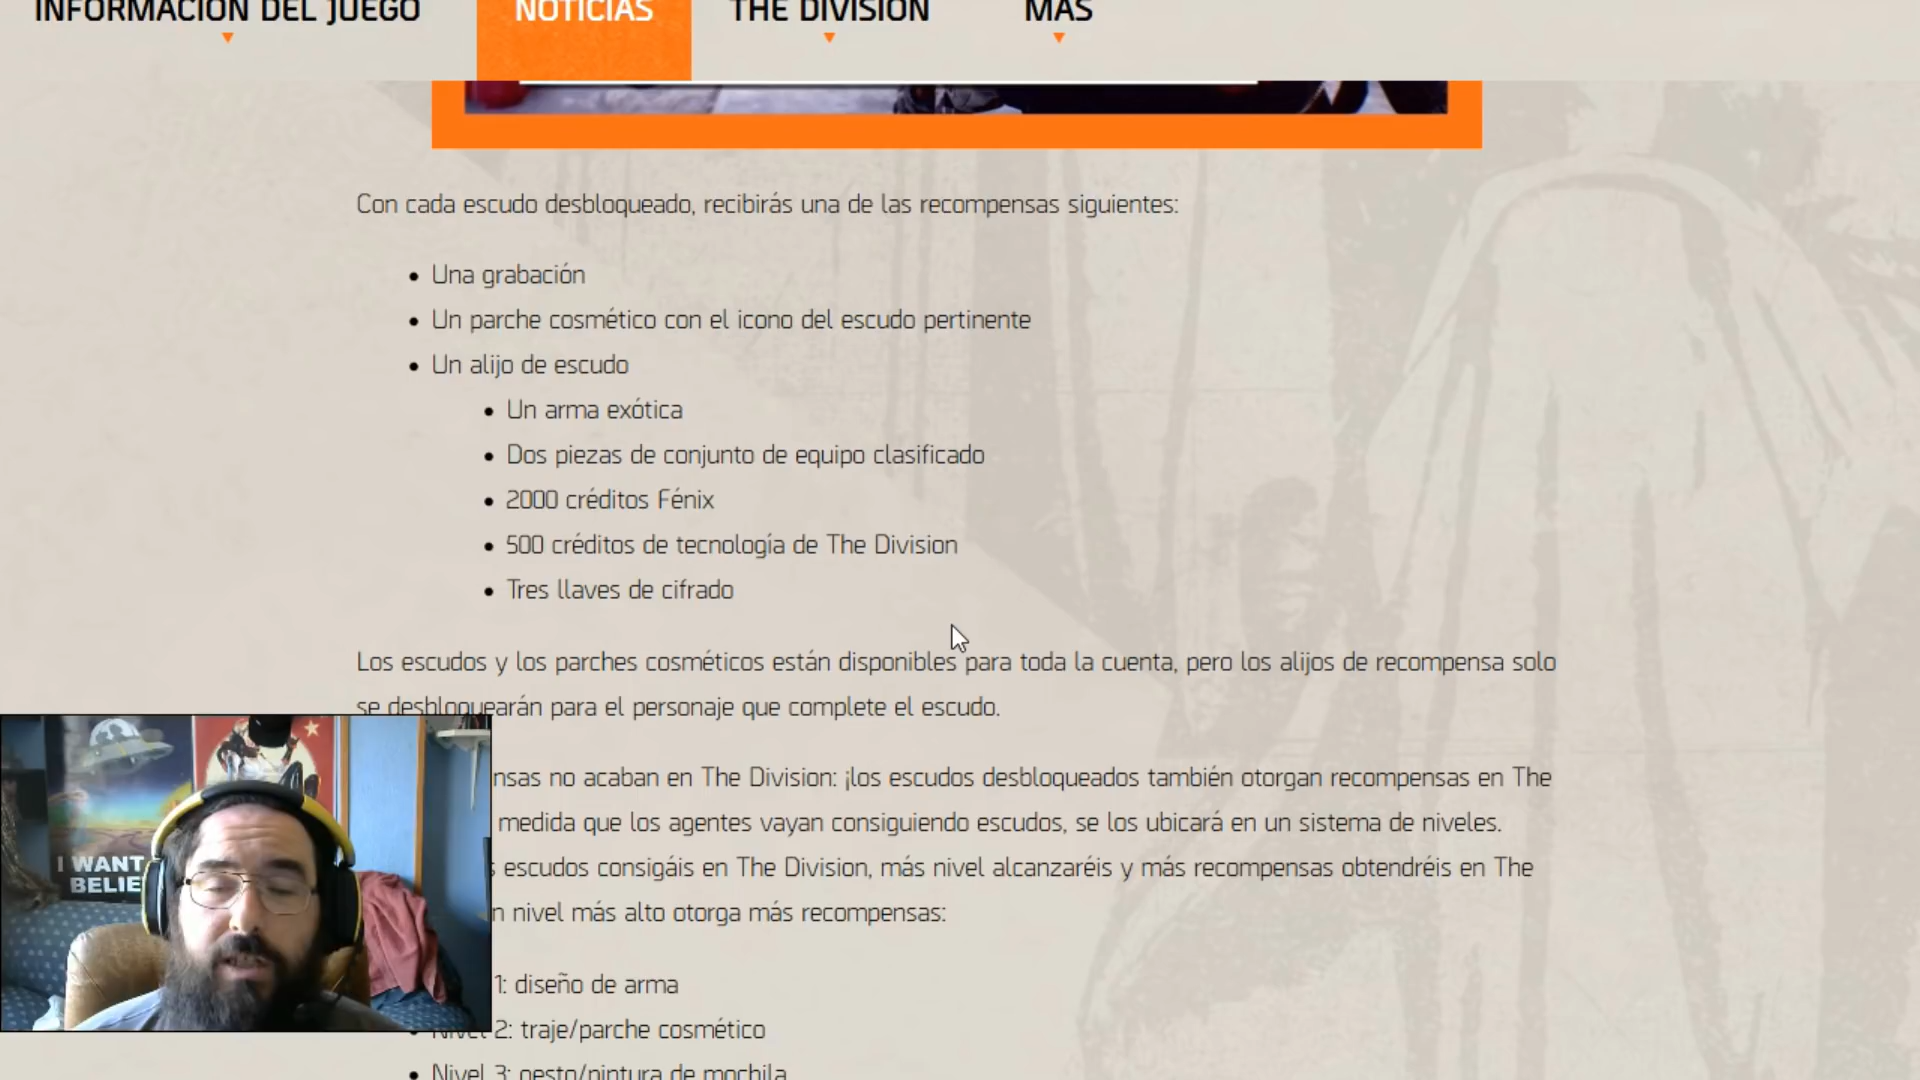 INFORMACIÓN DEL JUEGO NOTICIAS THE DIVISION MÁS
Con cada escudo desbloqueado, recibirás una de las recompensas siguientes:
Una grabación
Un parche cosmético con el icono del escudo pertinente
Un alijo de escudo
Un arma exótica
Dos piezas de conjunto de equipo clasificado
2000 créditos Fénix
500 créditos de tecnología de The Division
Tres llaves de cifrado
Los escudos y los parches cosméticos están disponibles para toda la cuenta, pero los alijos de recompensa solo
se desbloquearán para el personaje que complete el escudo.
nsas no acaban en The Division: ¡los escudos desbloqueados también otorgan recompensas en The
medida que los agentes vayan consiguiendo escudos, se los ubicará en un sistema de niveles.
s escudos consigáis en The Division, más nivel alcanzaréis y más recompensas obtendréis en The
n nivel más alto otorga más recompensas:
1: diseño de arma
Nivel 2: traje/parche cosmético
Nivel 3: gesto/pintura de mochila
I WANT
BELIE